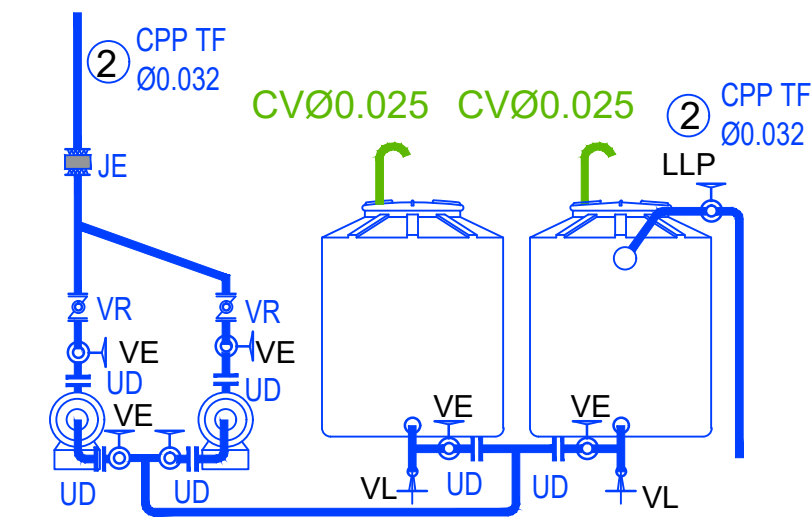 2
CPP TF
Ø0.032
CVØ0.025
CVØ0.025
2
CPP TF
Ø0.032
JE
LLP
VR
VR
VE
VE
UD
UD
VE
VE
VE
UD
UD
VL
UD
UD
VL